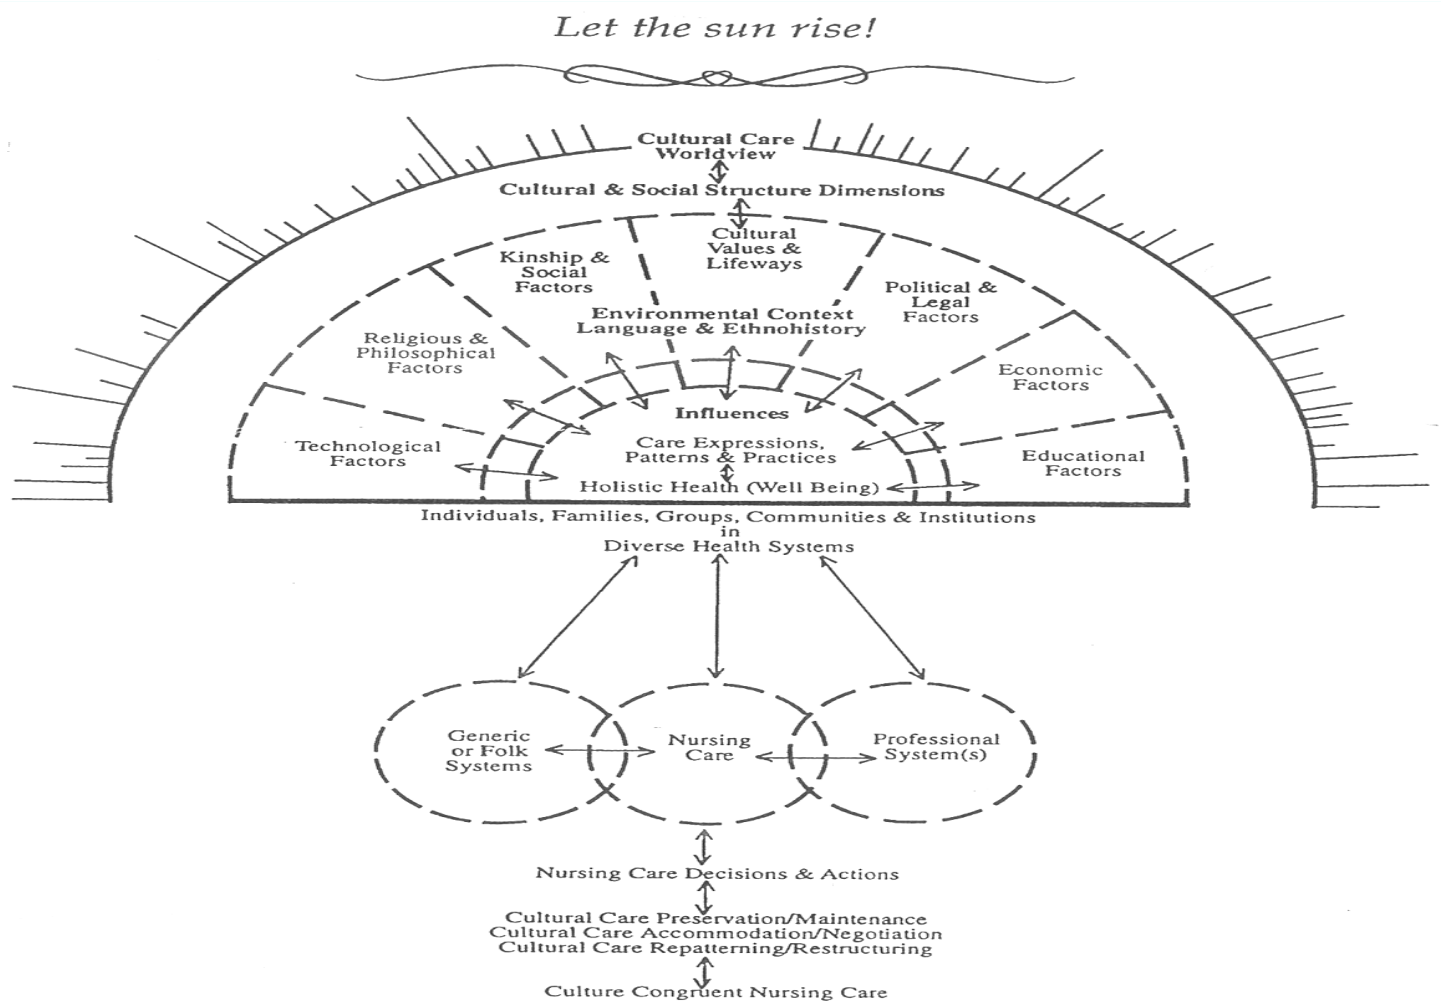 Let the sun rise!
Cultural Care
Worldview
Cultural & Social Structure Dimensions
Kinship &
Social
Factors
Cultural
Values &
Lifeways
Political &
Legal
Factors
Religious &
Philosophical
Factors
Environmental Context
Language & Ethnohistory
Economic
Factors
Technological
Factors
Influences
Care Expressions,
Patterns & Practices
Holistic Health (Well Being)
Educational
Factors
Individuals, Families, Groups, Communities & Institutions
in
Diverse Health Systems
Generic
or Folk
Systems
Nursing
Care
Professional
System(s)
Nursing Care Decisions & Actions
Cultural Care Preservation/Maintenance
Cultural Care Accommodation/Negotiation
Cultural Care Repatterning/Restructuring
Culture Congruent Nursing Care